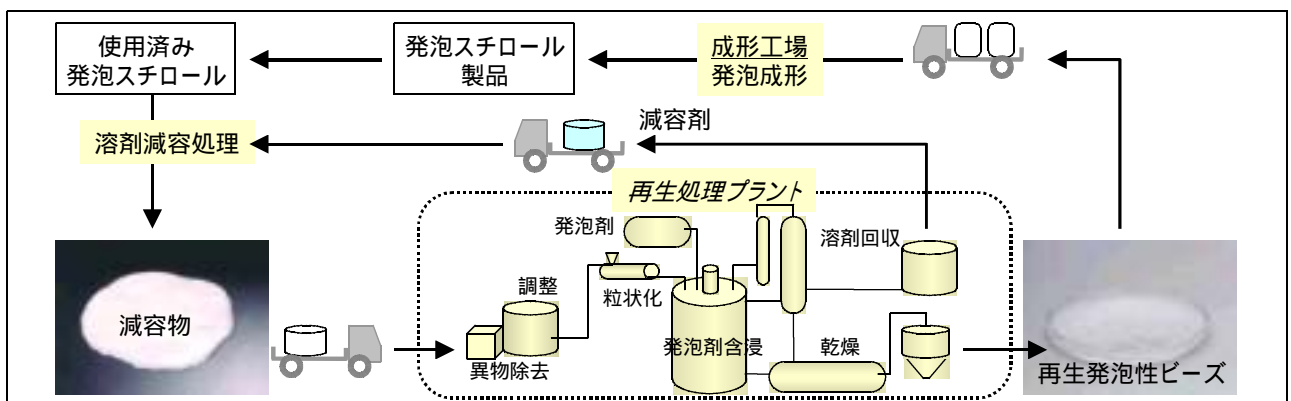 使用済み
発泡スチロール
発泡スチロール
製品
成形工場
発泡成形
減容剤
溶剤減容処理
再生処理プラント
発泡剤
溶剤回収
調整
粒状化
減容物
発泡剤含浸
乾燥
異物除去
再生発泡性ビーズ